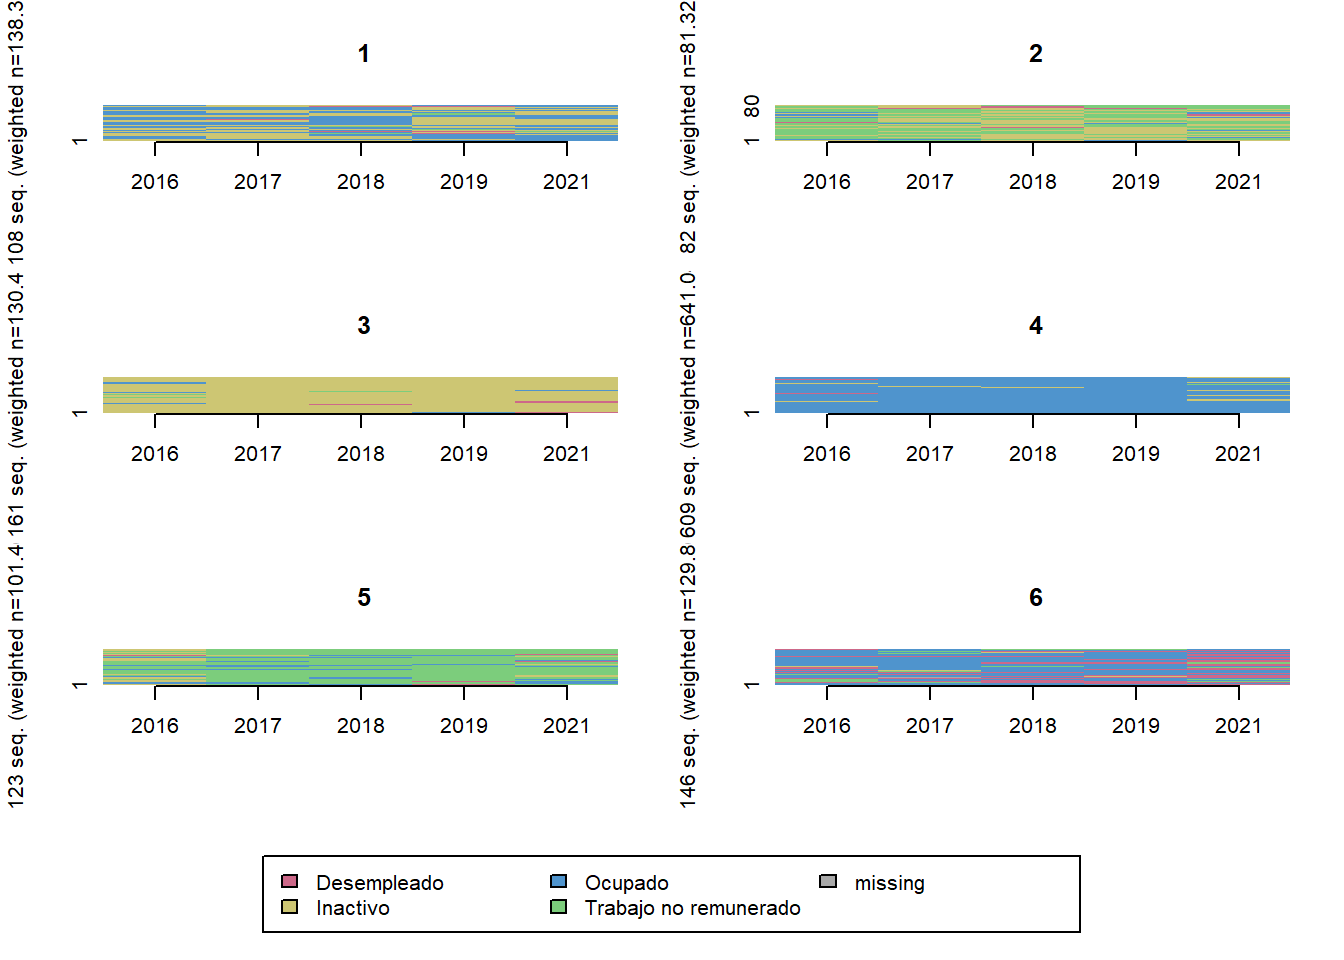 1
2
108 seq. (weighted n=138.3
1
2016 2017 2018 2019 2021
82 seq. (weighted n=81.32
1 80
2016 2017 2018 2019 2021
3
4
161 seq. (weighted n=130.4
1
2016 2017 2018 2019 2021
609 seq. (weighted n=641.0
1
2016 2017 2018 2019 2021
5
6
123 seq. (weighted n=101.4
1
2016 2017 2018 2019 2021
146 seq. (weighted n=129.8
1
2016 2017 2018 2019 2021
Desempleado Ocupado missing
Inactivo Trabajo no remunerado